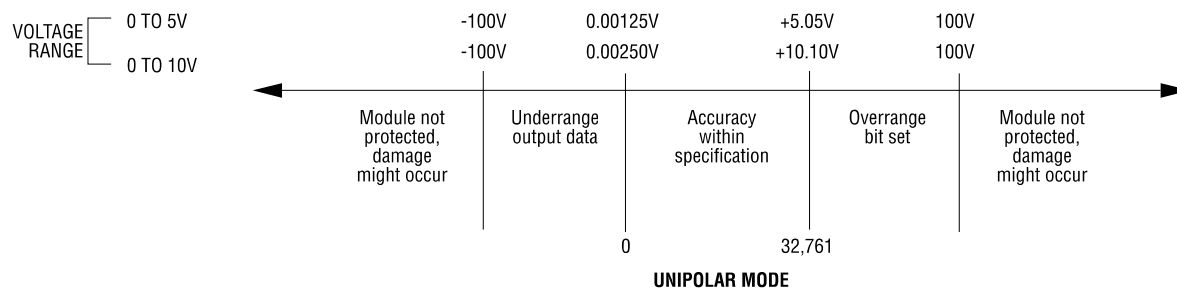 VOLTAGE
RANGE
0 TO 5V
0 TO 10V
-100V 0.00125V +5.05V 100V
-100V 0.00250V +10.10V 100V
Module not
protected,
damage
might occur
Underrange
output data
Accuracy
within
specification
Overrange
bit set
Module not
protected,
damage
might occur
0 32,761
UNIPOLAR MODE